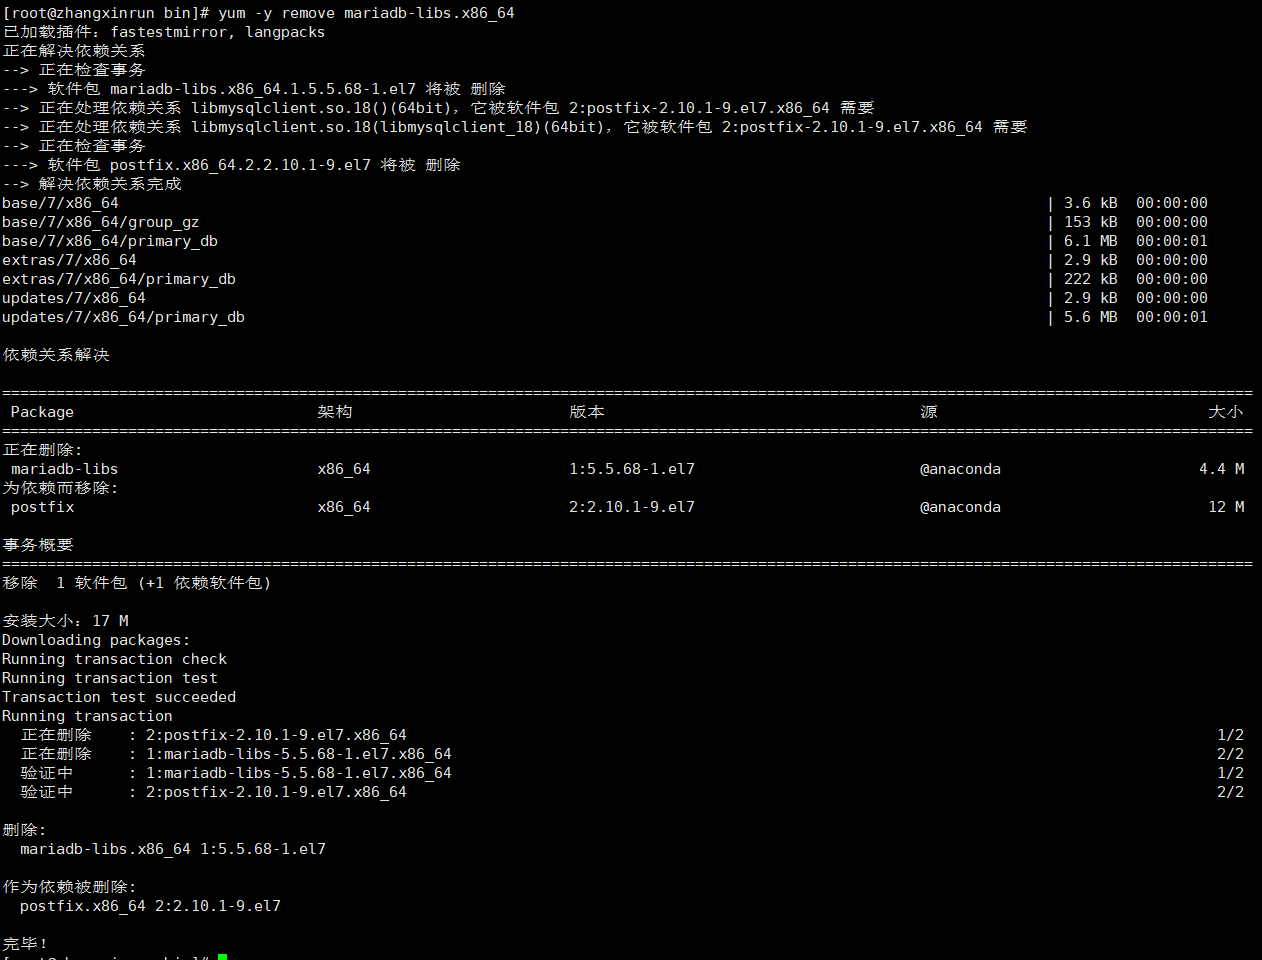 [root@zhangxinrun bin]# yum -y remove mariadb-libs.x86_64
已加载插件：fastestmirror, langpacks
正在解决依赖关系
--> 正在检查事务
---> 软件包 mariadb-libs.x86_64.1.5.5.68-1.el7 将被 删除
--> 正在处理依赖关系 libmysqlclient.so.18()(64bit)，它被软件包 2:postfix-2.10.1-9.el7.x86_64 需要
--> 正在处理依赖关系 libmysqlclient.so.18(libmysqlclient_18)(64bit)，它被软件包 2:postfix-2.10.1-9.el7.x86_64 需要
--> 正在检查事务
---> 软件包 postfix.x86_64.2.2.10.1-9.el7 将被 删除
--> 解决依赖关系完成
base/7/x86_64 | 3.6 kB 00:00:00
base/7/x86_64/group_gz | 153 kB 00:00:00
base/7/x86_64/primary_db | 6.1 MB 00:00:01
extras/7/x86_64 | 2.9 kB 00:00:00
extras/7/x86_64/primary_db | 222 kB 00:00:00
updates/7/x86_64 | 2.9 kB 00:00:00
updates/7/x86_64/primary_db | 5.6 MB 00:00:01
依赖关系解决
Package 架构 版本 源 大小
正在删除:
mariadb-libs x86_64 1:5.5.68-1.el7 @anaconda 4.4 M
为依赖而移除:
postfix x86_64 2:2.10.1-9.el7 @anaconda 12 M
事务概要
移除 1 软件包 (+1 依赖软件包)
安装大小：17 M
Downloading packages:
Running transaction check
Running transaction test
Transaction test succeeded
Running transaction
正在删除 : 2:postfix-2.10.1-9.el7.x86_64 1/2
正在删除 : 1:mariadb-libs-5.5.68-1.el7.x86_64 2/2
验证中 : 1:mariadb-libs-5.5.68-1.el7.x86_64 1/2
验证中 : 2:postfix-2.10.1-9.el7.x86_64 2/2
删除:
mariadb-libs.x86_64 1:5.5.68-1.el7
作为依赖被删除:
postfix.x86_64 2:2.10.1-9.el7
完毕！